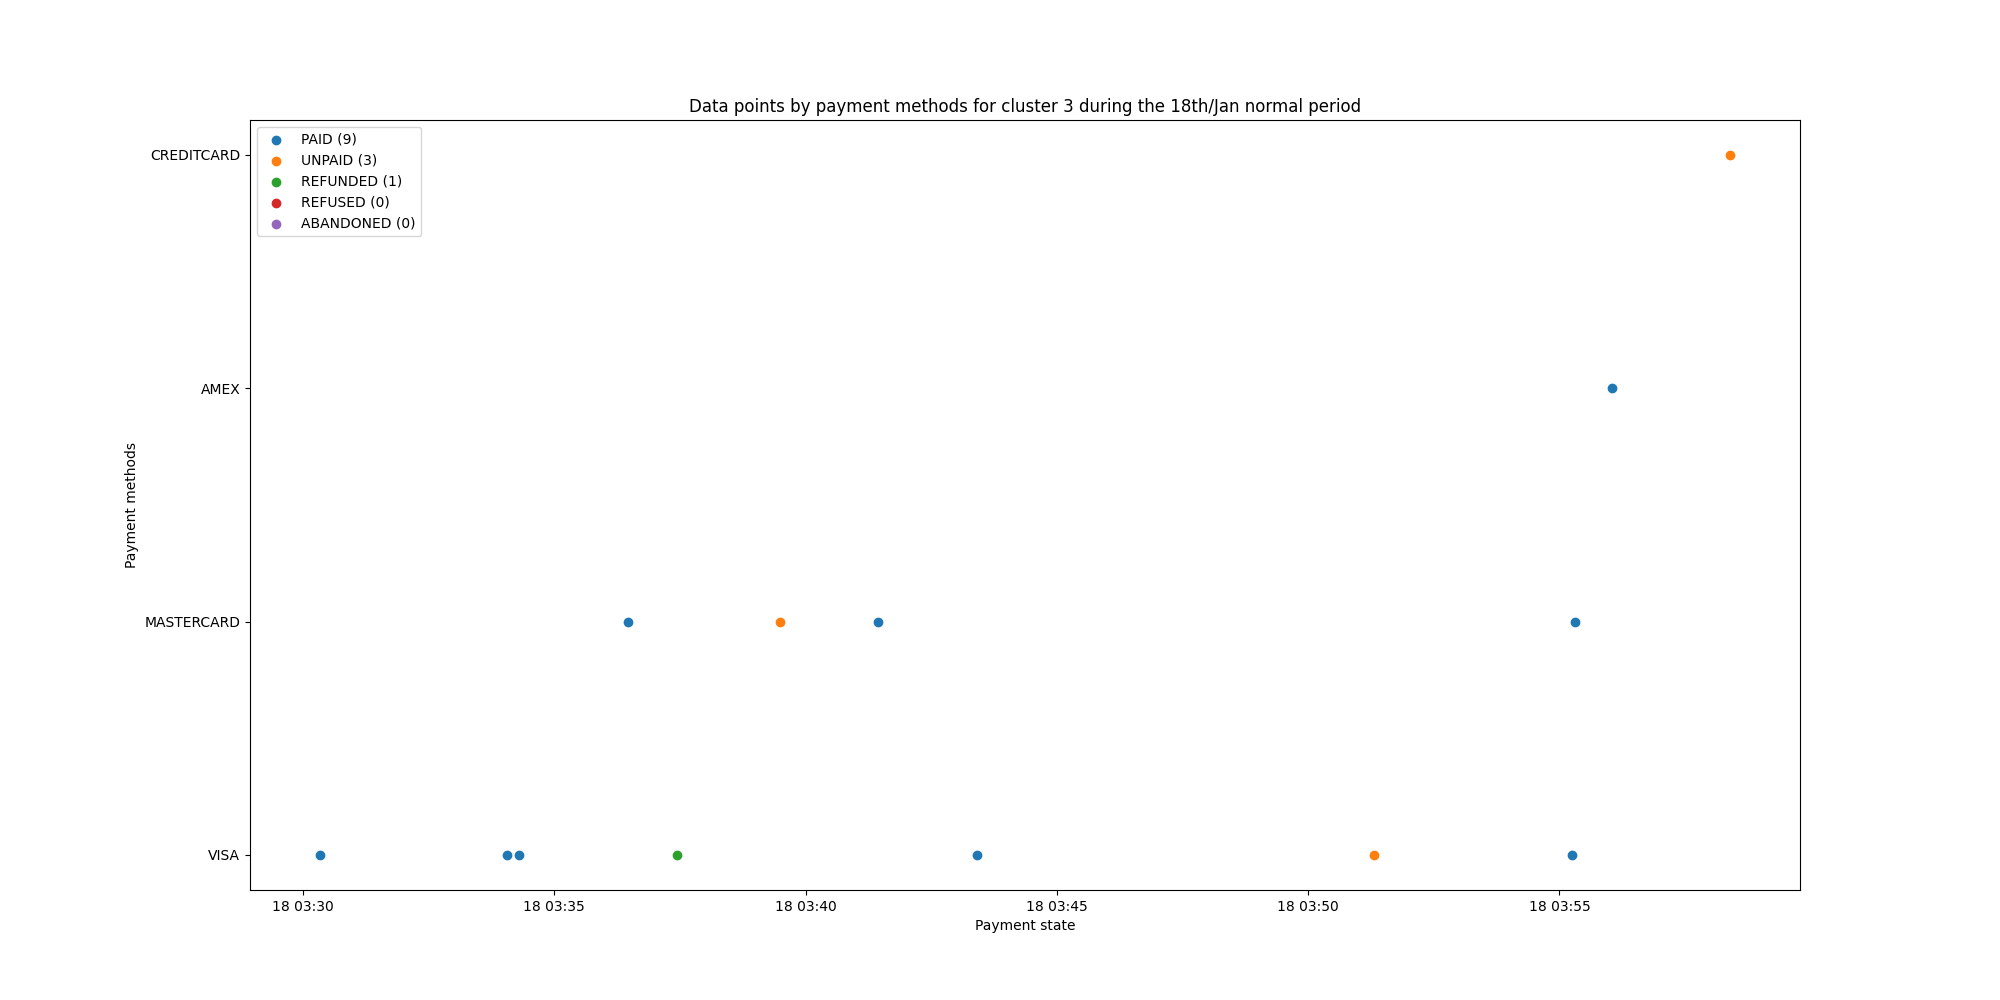 Data points by payment methods for cluster 3 during the 18th/Jan normal period
PAID (9)
UNPAID (3)
REFUNDED (1)
REFUSED (0)
ABANDONED (0)
Payment methods
CREDITCARD
AMEX
MASTERCARD
VISA
18 03:30 18 03:35 18 03:40 18 03:45 18 03:50 18 03:55
Payment state